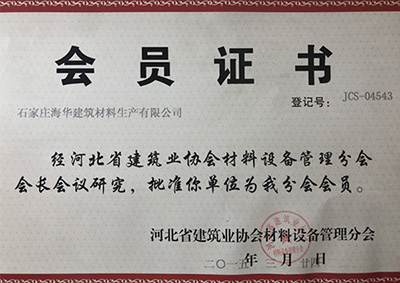 会员证书
石家庄海华建筑材料生产有限公司
登记号：JCS-04543
经河北省建筑业协会材料设备管理分会
会长会议研究，批准你单位为我分会会员。
河北省建筑业协会材料设备管理分会
二〇一五年三月廿四日